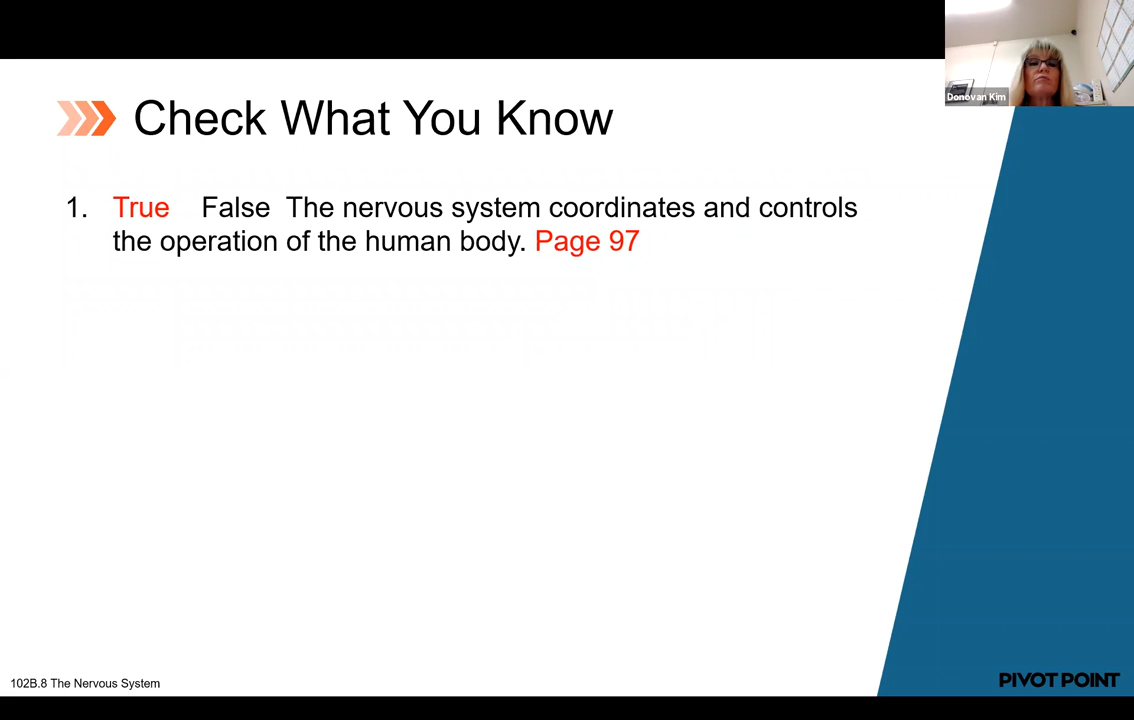 Donovan Kim
Check What You Know
1. True False The nervous system coordinates and controls
the operation of the human body. Page 97
102B.8 The Nervous System
PIVOT POINT